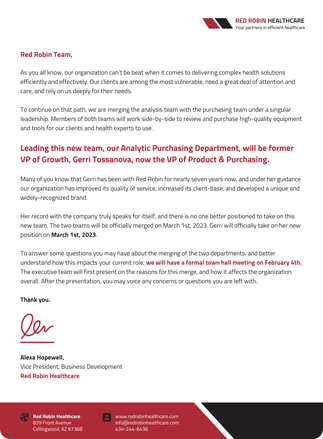 RED ROBIN HEALTHCARE
Your partners in efficient healthcare
Red Robin Team,
As you all know, our organization can't be beat when it comes to delivering complex health solutions
efficiently and effectively. Our clients are among the most vulnerable, need a great deal of attention and
care, and rely on us deeply for their needs.
To continue on that path, we are merging the analysis team with the purchasing team under a singular
leadership. Members of both teams will work side-by-side to review and purchase high-quality equipment
and tools for our clients and health experts to use.
Leading this new team, our Analytic Purchasing Department, will be former
VP of Growth, Gerri Tossanova, now the VP of Product & Purchasing.
Many of you know that Gerri has been with Red Robin for nearly seven years now, and under her guidance
our organization has improved its quality of service, increased its client-base, and developed a unique and
widely-recognized brand.
Her record with the company truly speaks for itself, and there is no one better positioned to take on this
new team. The two teams will be officially merged on March 1st, 2023. Gerri will officially take on her new
position on March 1st, 2023.
To answer some questions you may have about the merging of the two departments, and better
understand how this impacts your current role, we will have a formal town hall meeting on February 4th.
The executive team will first present on the reasons for this merge, and how it affects the organization
overall. After the presentation, you may voice any concerns or questions you are left with.
Thank you.
Alexa Hopewell,
Vice President, Business Development
Red Robin Healthcare
Red Robin Healthcare
839 Front Avenue
Collingwood, AZ 67368
www.redrobinhealthcare.com
info@redrobinhealthcare.com
434-244-6436